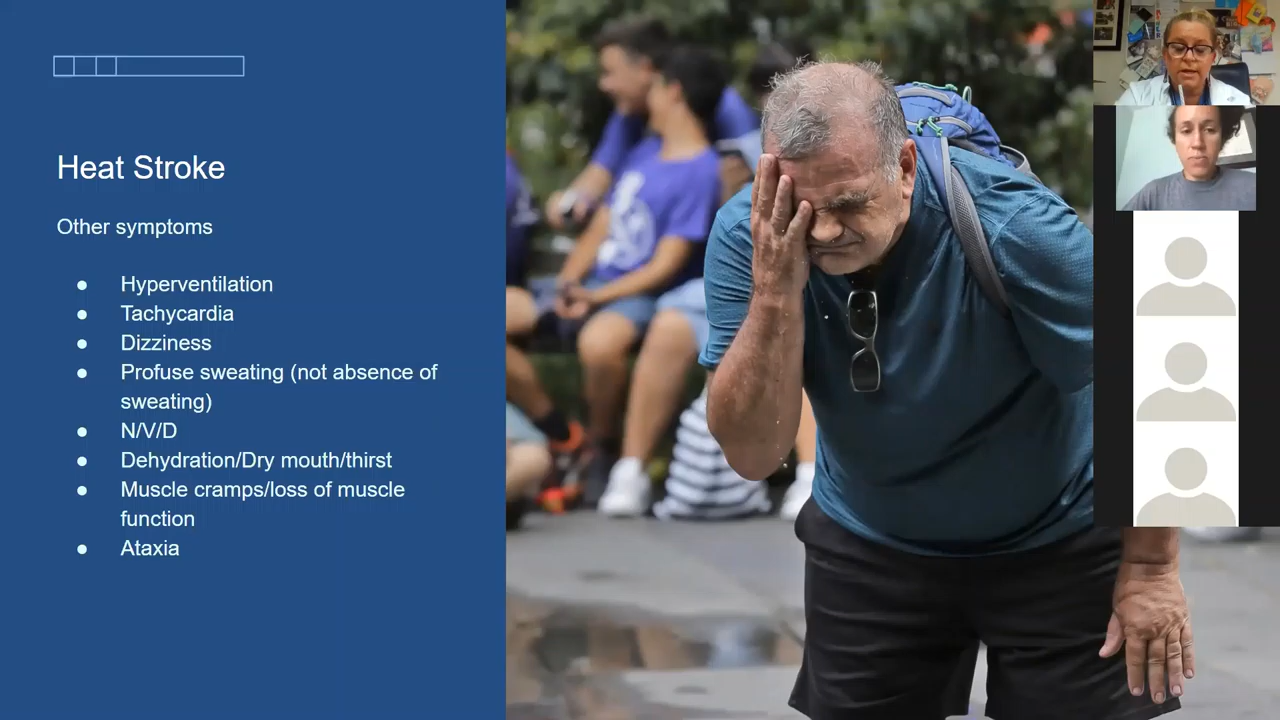 Heat Stroke
Other symptoms
● Hyperventilation
● Tachycardia
● Dizziness
● Profuse sweating (not absence of
sweating)
● N/V/D
● Dehydration/Dry mouth/thirst
● Muscle cramps/loss of muscle
function
● Ataxia